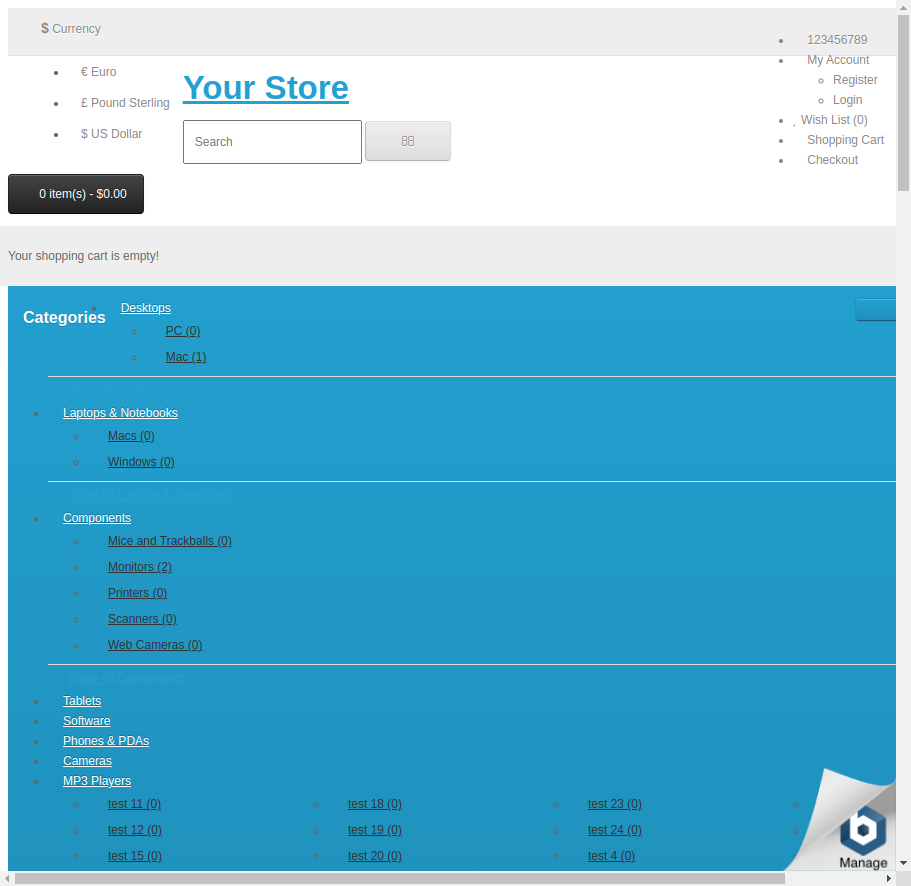 $ Currency
€ Euro
£ Pound Sterling
$ US Dollar
Your Store
Search
123456789
My Account
Register
Login
Wish List (0)
Shopping Cart
Checkout
0 item(s) - $0.00
Your shopping cart is empty!
Categories
Desktops
PC (0)
Mac (1)
Laptops & Notebooks
Macs (0)
Windows (0)
Show All Laptops & Notebooks
Components
Mice and Trackballs (0)
Monitors (2)
Printers (0)
Scanners (0)
Web Cameras (0)
Show All Components
Tablets
Software
Phones & PDAs
Cameras
MP3 Players
test 11 (0) test 18 (0) test 23 (0)
test 12 (0) test 19 (0) test 24 (0)
test 15 (0) test 20 (0) test 4 (0)
Manage